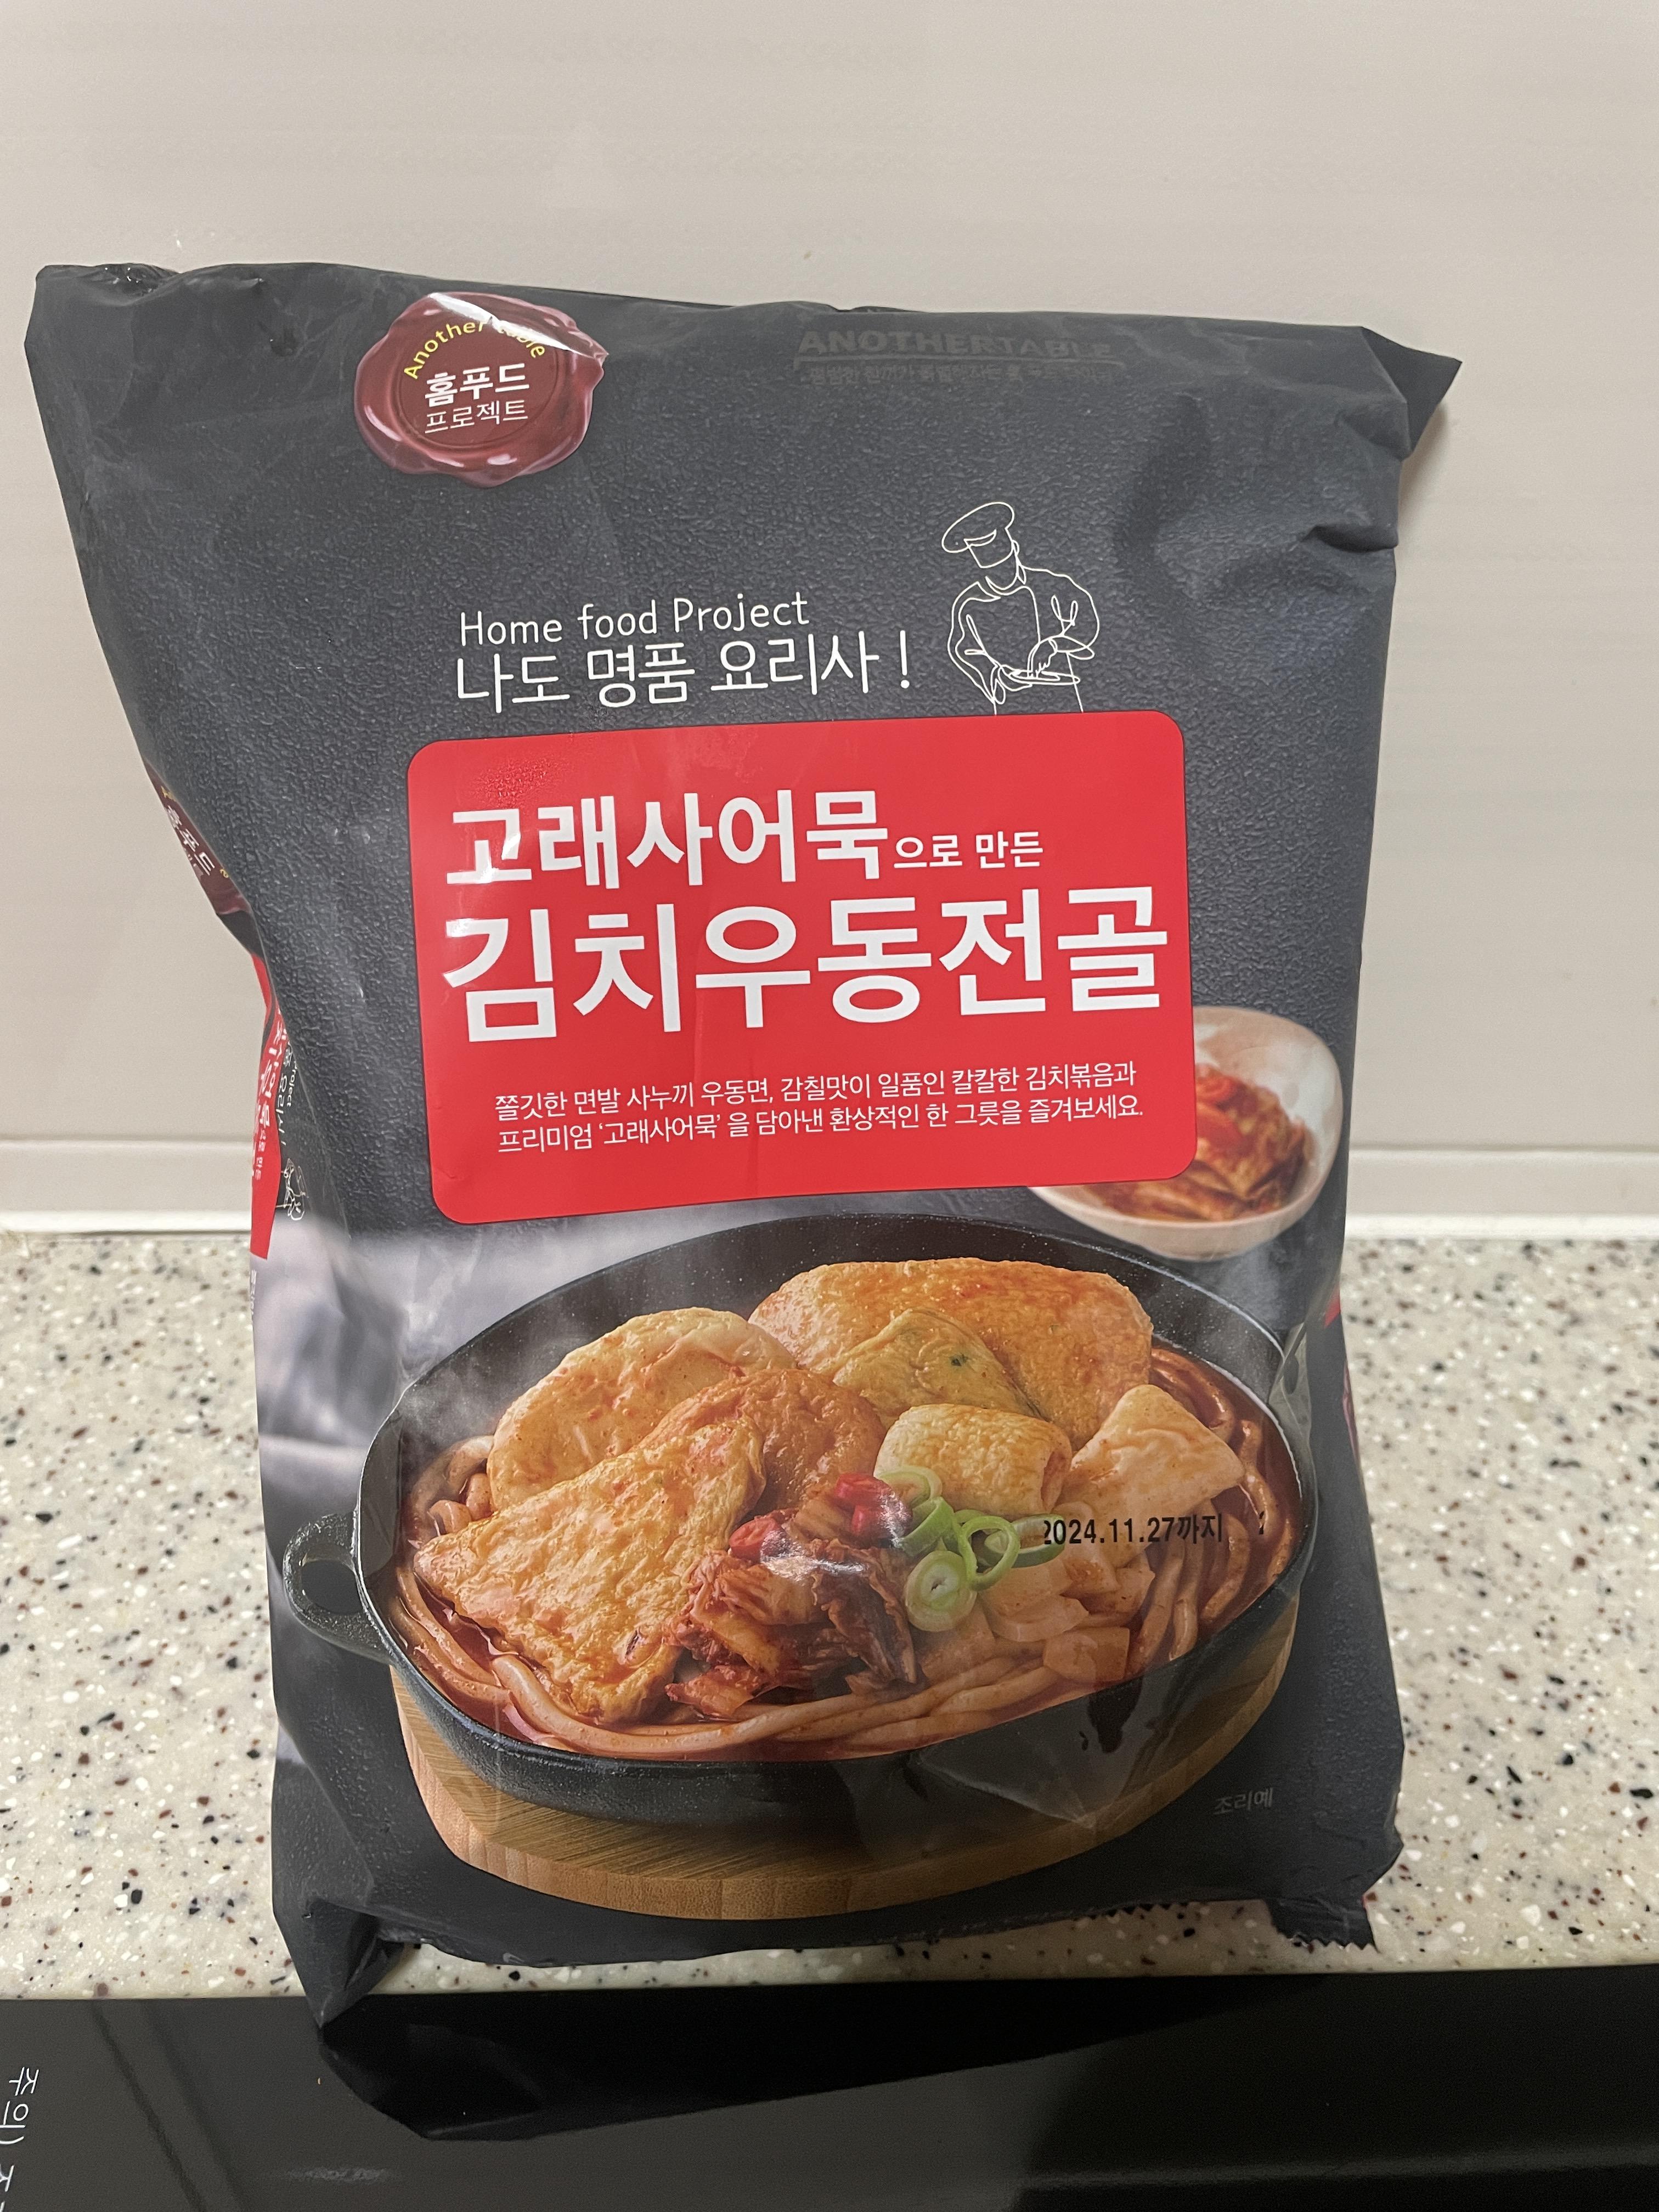 Another table
홈푸드
프로젝트
ANOTHERTABLE
Home food Project
나도 명품 요리사 !
고래사어묵으로 만든
김치우동전골
쫄깃한 면발 사누끼 우동면, 감칠맛이 일품인 칼칼한 김치볶음과
프리미엄 ‘고래사어묵’ 을 담아낸 환상적인 한 그릇을 즐겨보세요.
2024.11.27까지
조리예
주의)